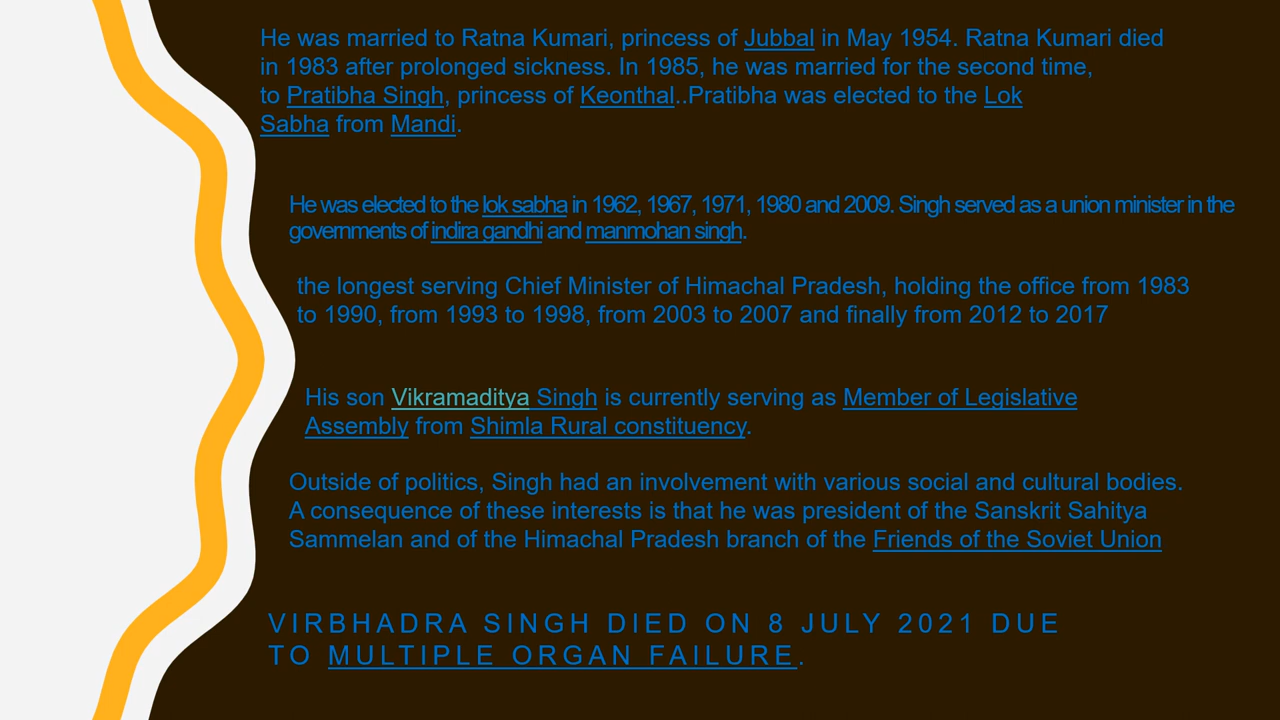 He was married to Ratna Kumari, princess of Jubbal in May 1954. Ratna Kumari died
in 1983 after prolonged sickness. In 1985, he was married for the second time,
to Pratibha Singh, princess of Keonthal..Pratibha was elected to the Lok
Sabha from Mandi.
He was elected to the lok sabha in 1962, 1967, 1971, 1980 and 2009. Singh served as a union minister in the
governments of indira gandhi and manmohan singh.
the longest serving Chief Minister of Himachal Pradesh, holding the office from 1983
to 1990, from 1993 to 1998, from 2003 to 2007 and finally from 2012 to 2017
His son Vikramaditya Singh is currently serving as Member of Legislative
Assembly from Shimla Rural constituency.
Outside of politics, Singh had an involvement with various social and cultural bodies.
A consequence of these interests is that he was president of the Sanskrit Sahitya
Sammelan and of the Himachal Pradesh branch of the Friends of the Soviet Union
VIRBHADRA SINGH DIED ON 8 JULY 2021 DUE
TO MULTIPLE ORGAN FAILURE.